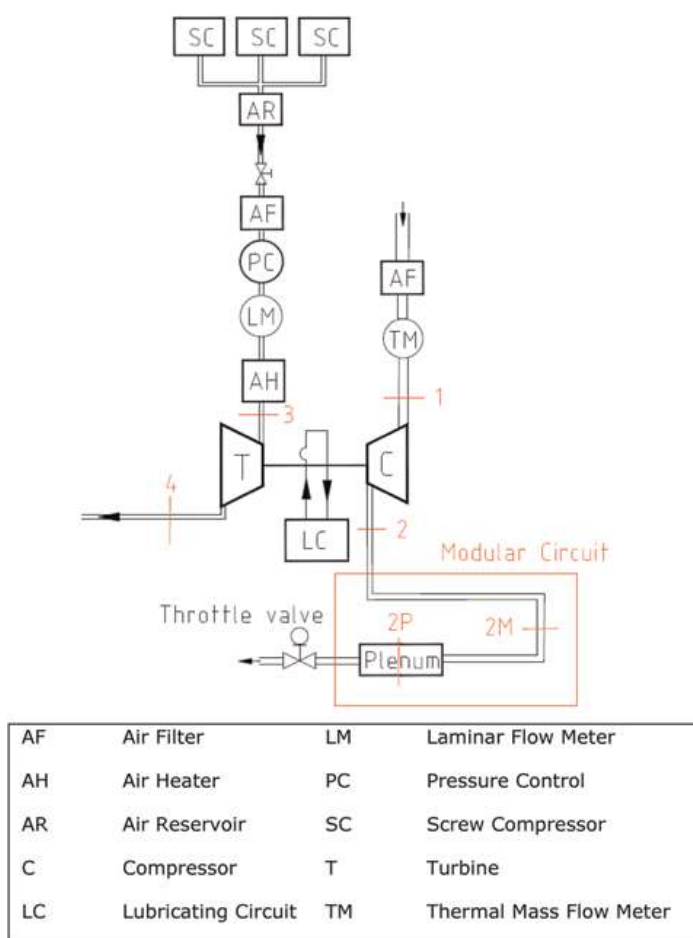 SC SC SC
AR
AF
PC
AF
LM
TM
AH
1
3
T
C
4
LC
2
Modular Circuit
Throttle valve
2P
2M
Plenum
AF Air Filter LM Laminar Flow Meter
AH Air Heater PC Pressure Control
AR Air Reservoir SC Screw Compressor
C Compressor T Turbine
LC Lubricating Circuit TM Thermal Mass Flow Meter